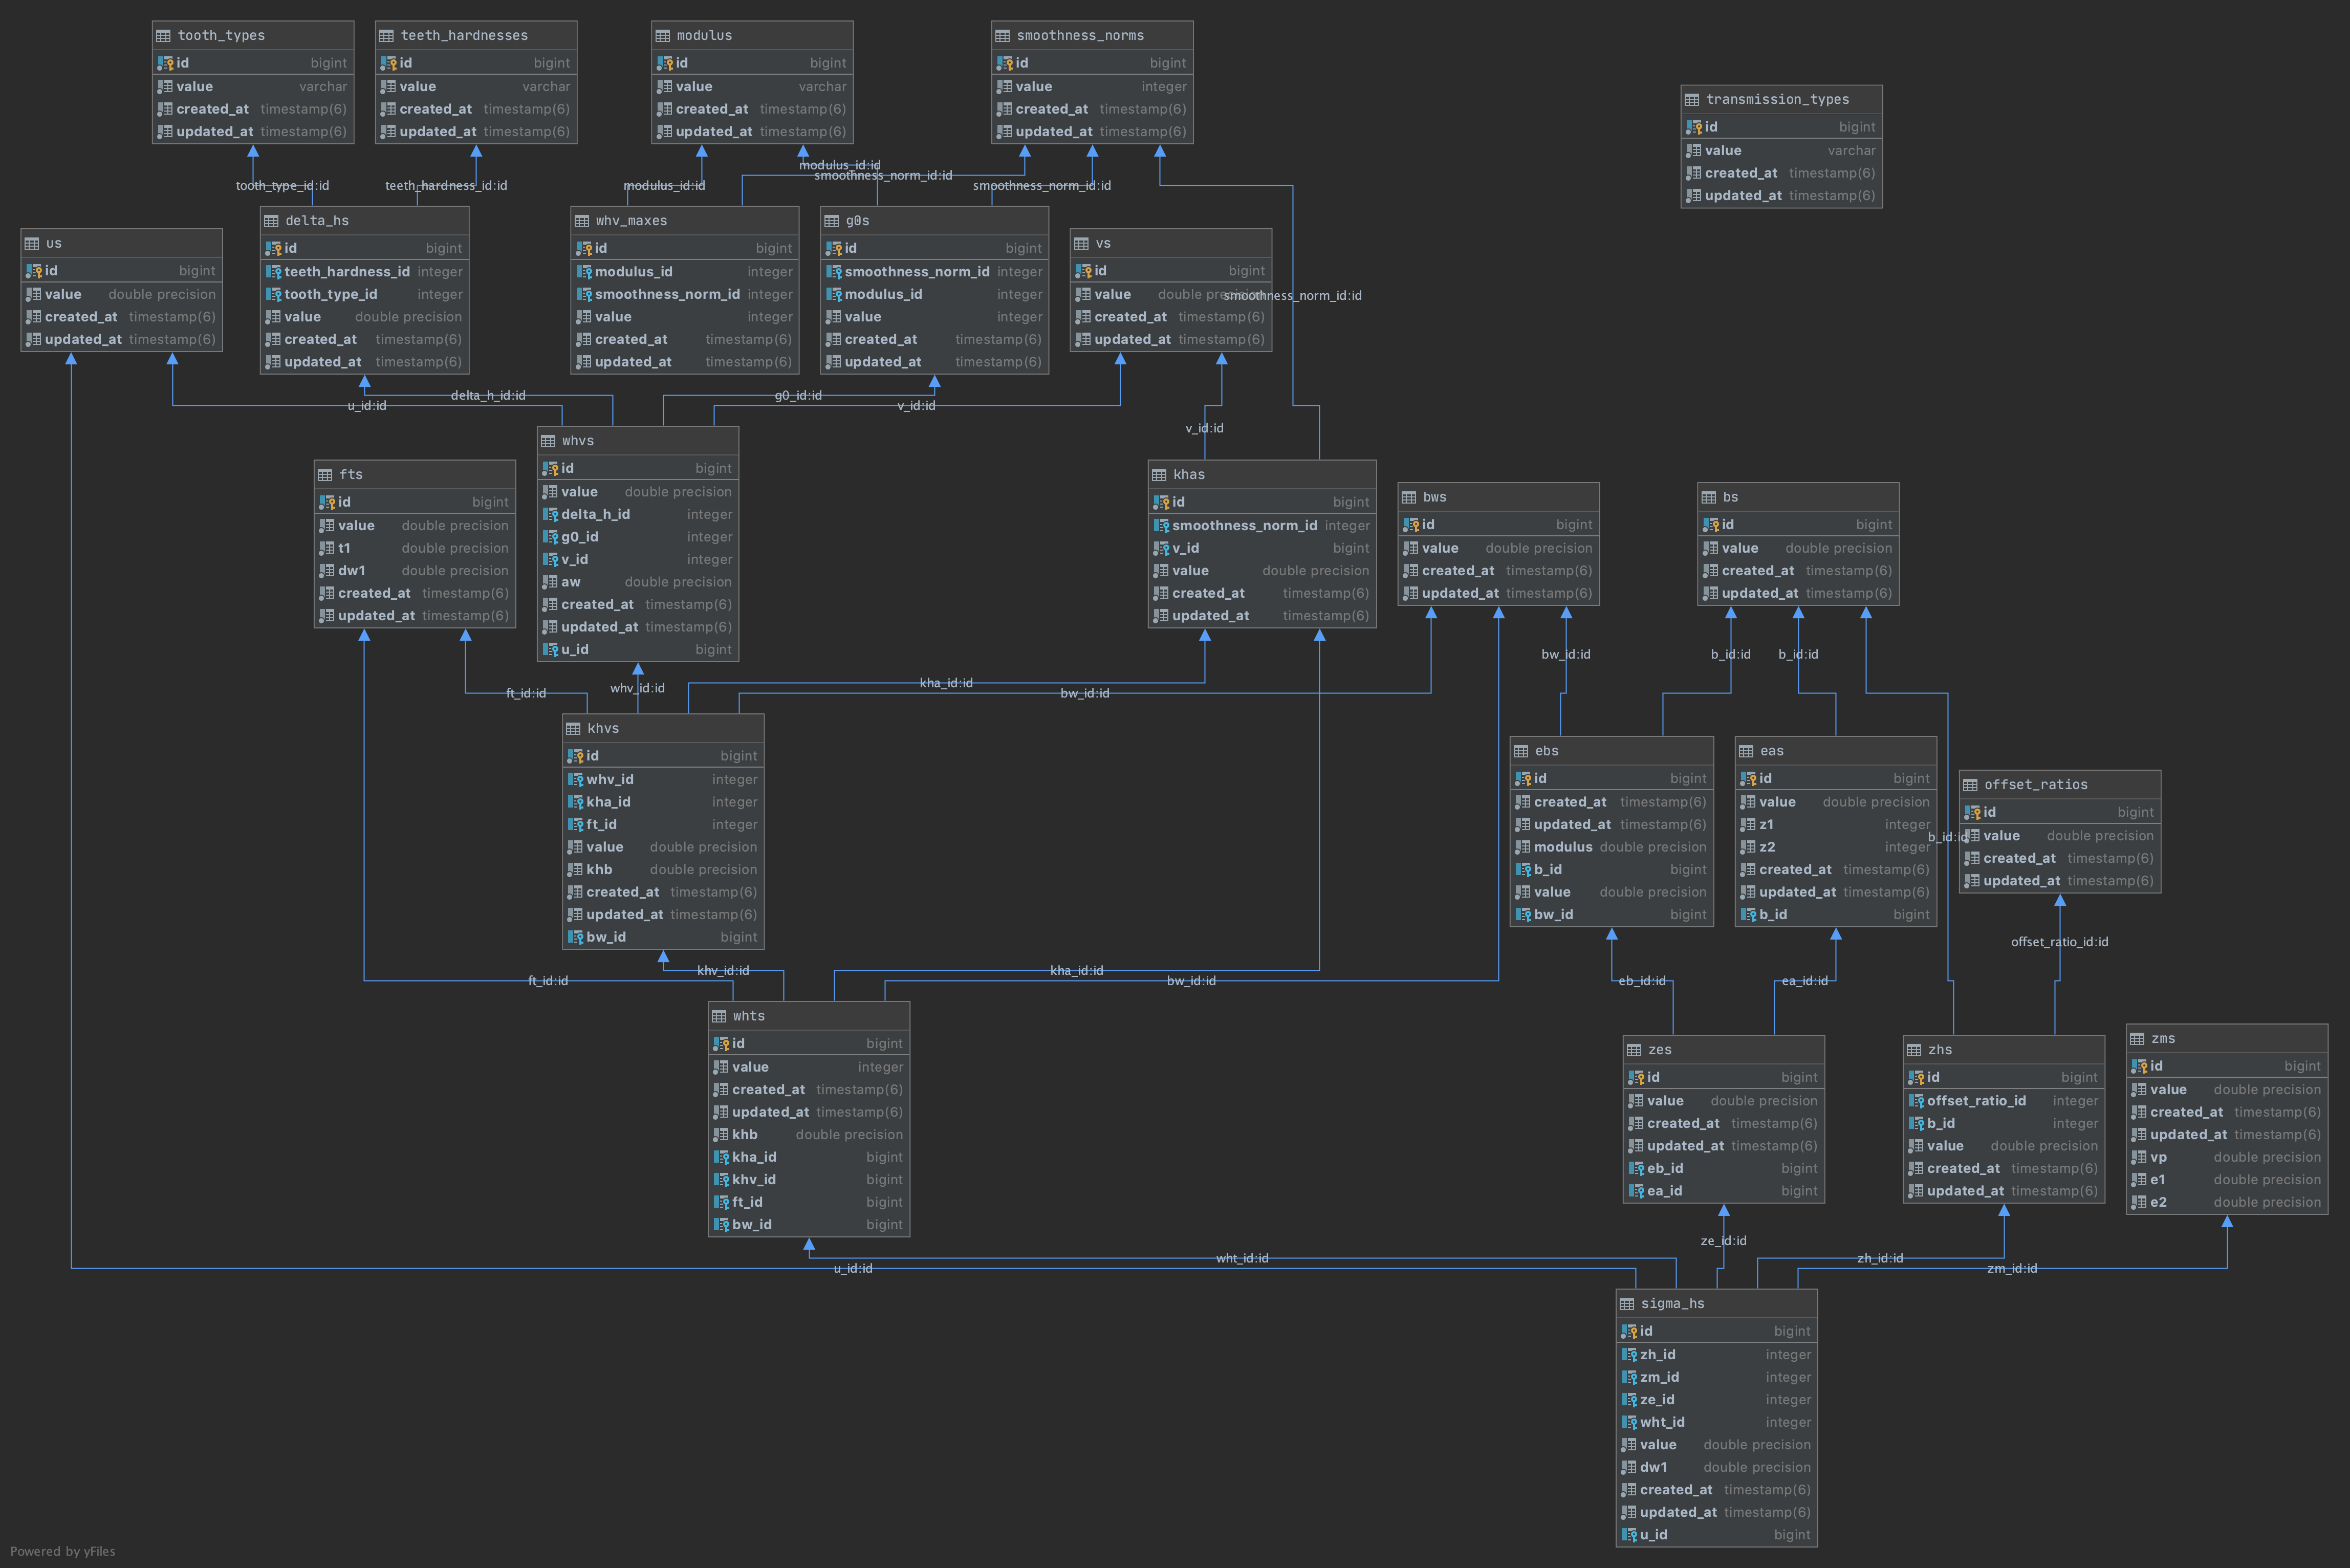 tooth_types
id bigint
value varchar
created_at timestamp(6)
updated_at timestamp(6)
teeth_hardnesses
id bigint
value varchar
created_at timestamp(6)
updated_at timestamp(6)
modulus
id bigint
value varchar
created_at timestamp(6)
updated_at timestamp(6)
smoothness_norms
id bigint
value integer
created_at timestamp(6)
updated_at timestamp(6)
transmission_types
id bigint
value varchar
created_at timestamp(6)
updated_at timestamp(6)
tooth_type_id:id
teeth_hardness_id:id
modulus_id:id
modulus_id:id
smoothness_norm_id:id
smoothness_norm_id:id
us
id bigint
value double precision
created_at timestamp(6)
updated_at timestamp(6)
delta_hs
id bigint
teeth_hardness_id integer
tooth_type_id integer
value double precision
created_at timestamp(6)
updated_at timestamp(6)
whv_maxes
id bigint
modulus_id integer
smoothness_norm_id integer
value integer
created_at timestamp(6)
updated_at timestamp(6)
g0s
id bigint
smoothness_norm_id integer
modulus_id integer
value integer
created_at timestamp(6)
updated_at timestamp(6)
vs
id bigint
value double precision
created_at timestamp(6)
updated_at timestamp(6)
smoothness_norm_id:id
u_id:id
delta_h_id:id
g0_id:id
v_id:id
v_id:id
fts
id bigint
value double precision
t1 double precision
dw1 double precision
created_at timestamp(6)
updated_at timestamp(6)
whvs
id bigint
value double precision
delta_h_id integer
g0_id integer
v_id integer
aw double precision
created_at timestamp(6)
updated_at timestamp(6)
u_id bigint
khas
id bigint
smoothness_norm_id integer
v_id bigint
value double precision
created_at timestamp(6)
updated_at timestamp(6)
bws
id bigint
value double precision
created_at timestamp(6)
updated_at timestamp(6)
bs
id bigint
value double precision
created_at timestamp(6)
updated_at timestamp(6)
ft_id:id
whv_id:id
kha_id:id
bw_id:id
bw_id:id
b_id:id
b_id:id
khvs
id bigint
whv_id integer
kha_id integer
ft_id integer
value double precision
khb double precision
created_at timestamp(6)
updated_at timestamp(6)
bw_id bigint
ebs
id bigint
created_at timestamp(6)
updated_at timestamp(6)
modulus double precision
b_id bigint
value double precision
bw_id bigint
eas
id bigint
value double precision
z1 integer
z2 integer
created_at timestamp(6)
updated_at timestamp(6)
b_id bigint
b_id:id
offset_ratios
id bigint
value double precision
created_at timestamp(6)
updated_at timestamp(6)
offset_ratio_id:id
ft_id:id
khv_id:id
kha_id:id
bw_id:id
eb_id:id
ea_id:id
whts
id bigint
value integer
created_at timestamp(6)
updated_at timestamp(6)
khb double precision
kha_id bigint
khv_id bigint
ft_id bigint
bw_id bigint
zes
id bigint
value double precision
created_at timestamp(6)
updated_at timestamp(6)
eb_id bigint
ea_id bigint
zhs
id bigint
offset_ratio_id integer
b_id integer
value double precision
created_at timestamp(6)
updated_at timestamp(6)
zms
id bigint
value double precision
created_at timestamp(6)
updated_at timestamp(6)
vp double precision
e1 double precision
e2 double precision
u_id:id
wht_id:id
ze_id:id
zh_id:id
zm_id:id
sigma_hs
id bigint
zh_id integer
zm_id integer
ze_id integer
wht_id integer
value double precision
dw1 double precision
created_at timestamp(6)
updated_at timestamp(6)
u_id bigint
Powered by yFiles